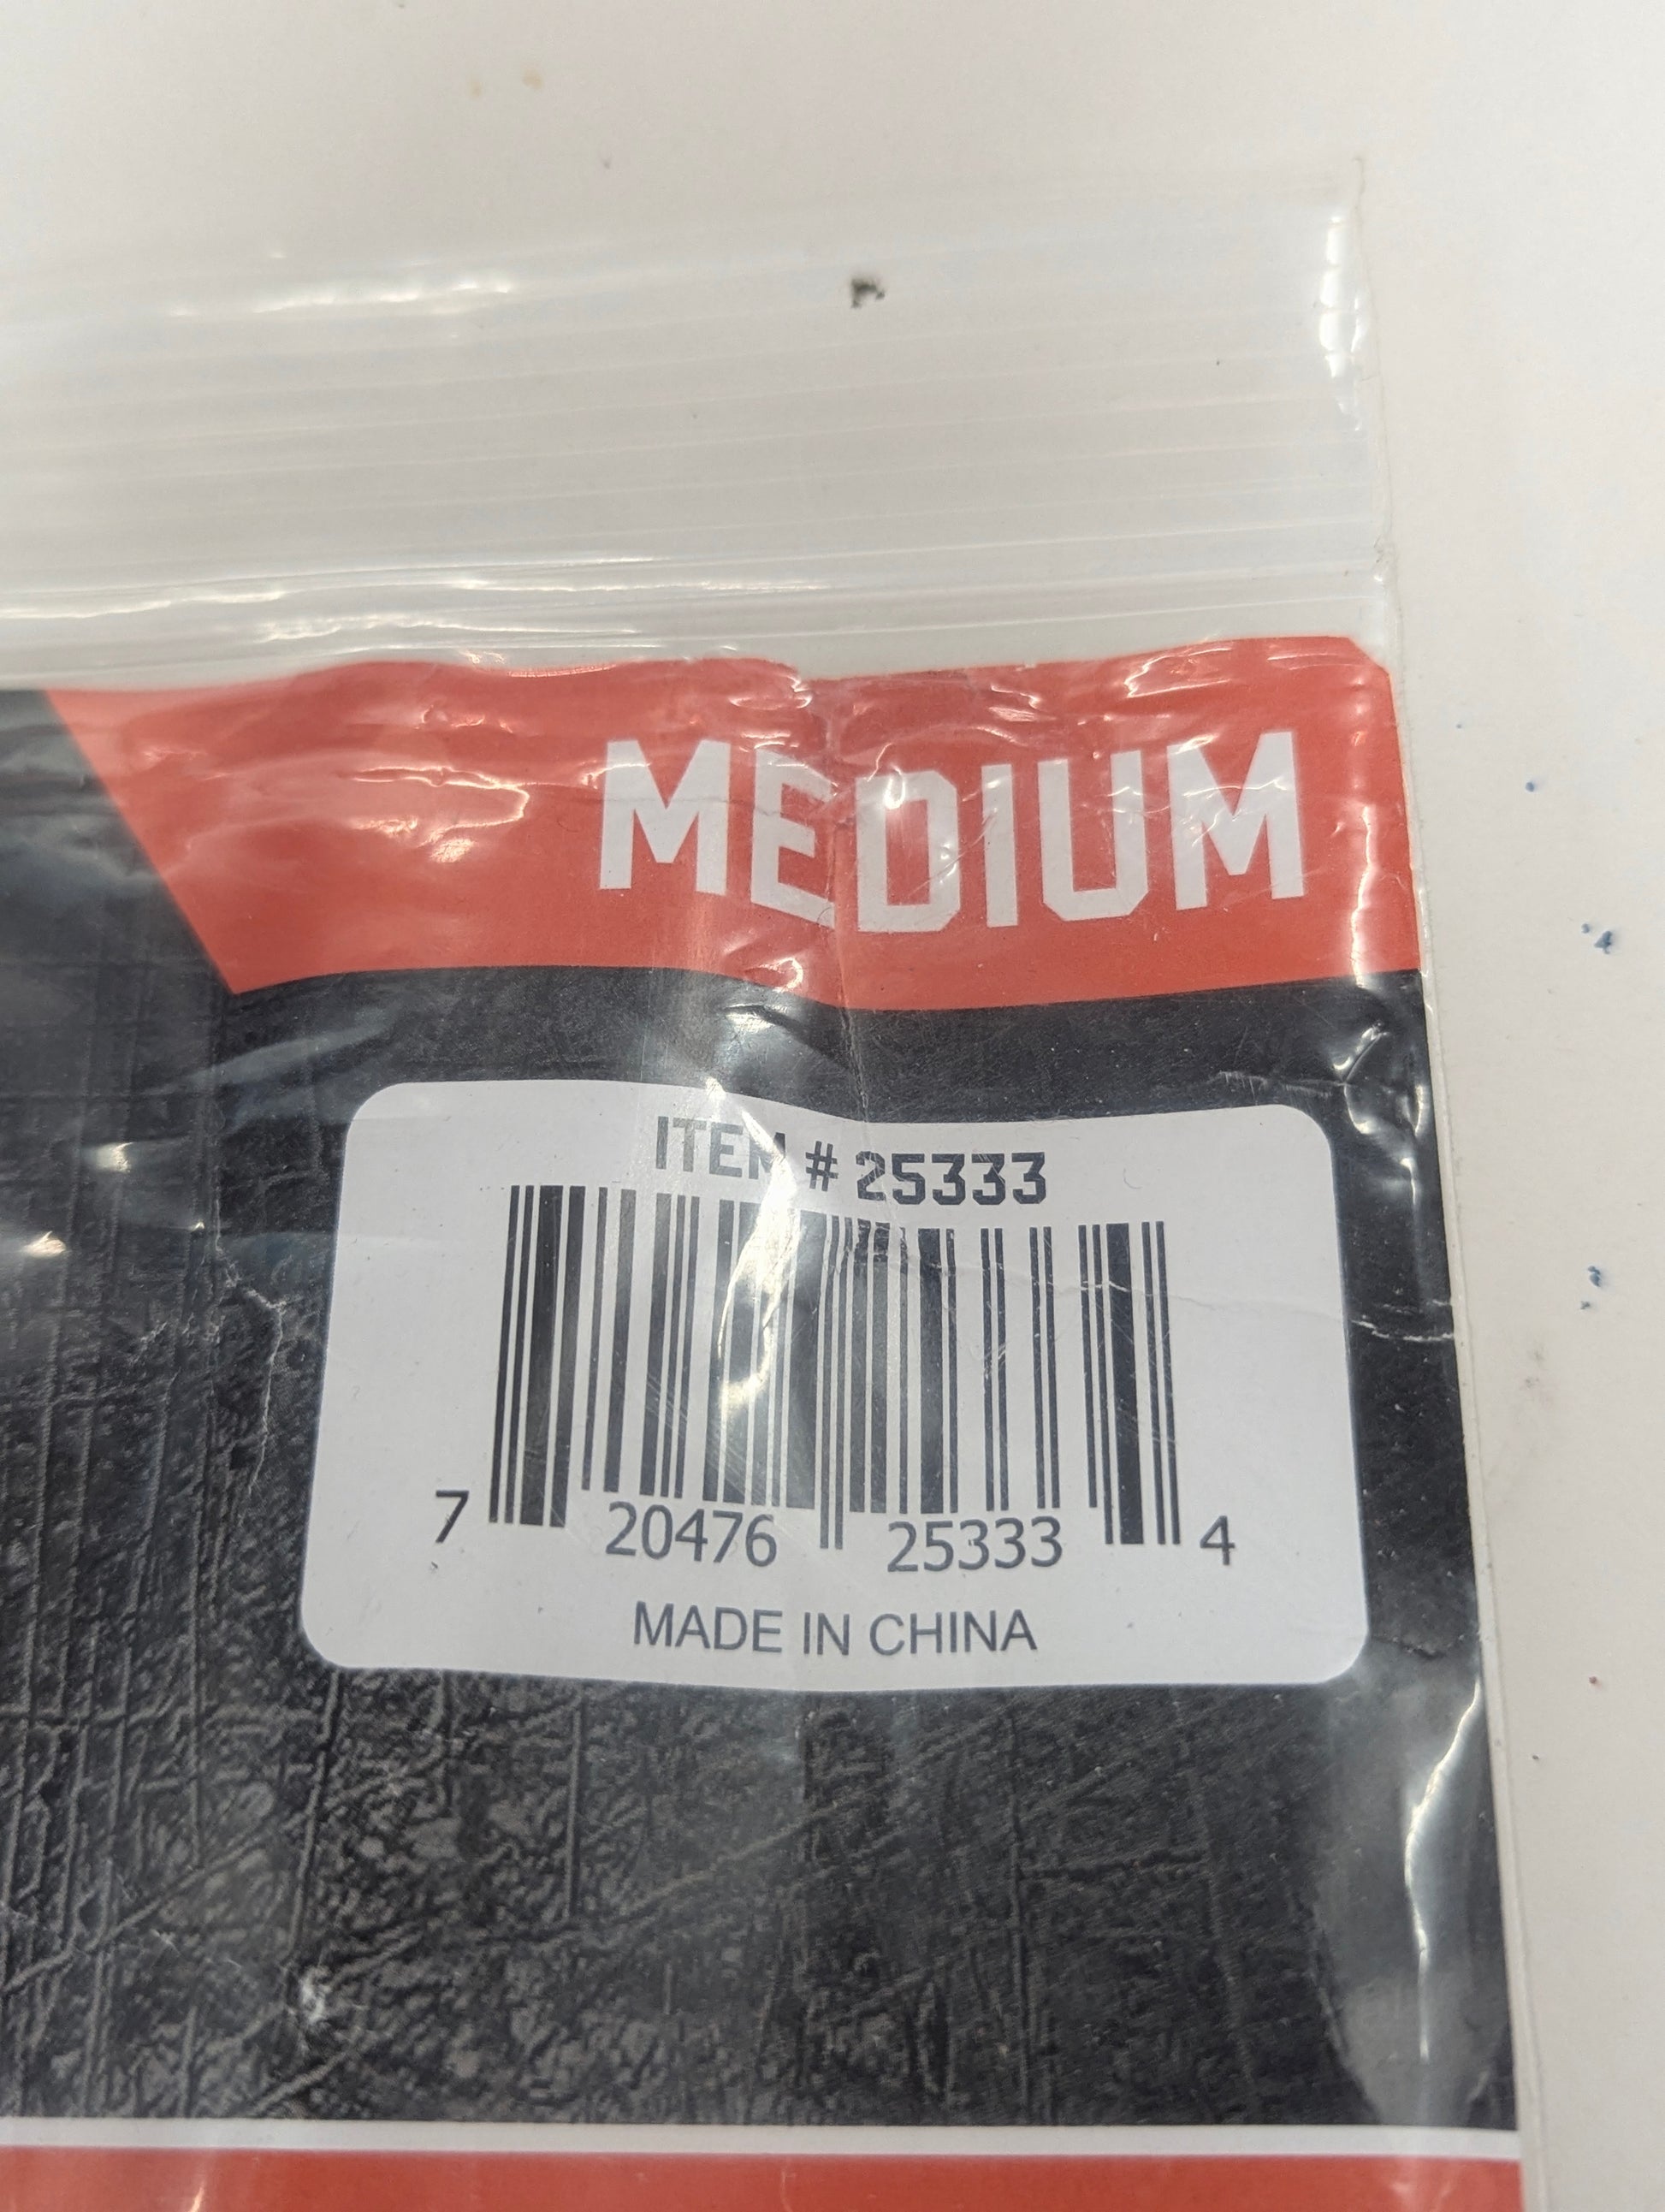 MEDIUM
ITEM # 25333
7 20476 25333 4
MADE IN CHINA